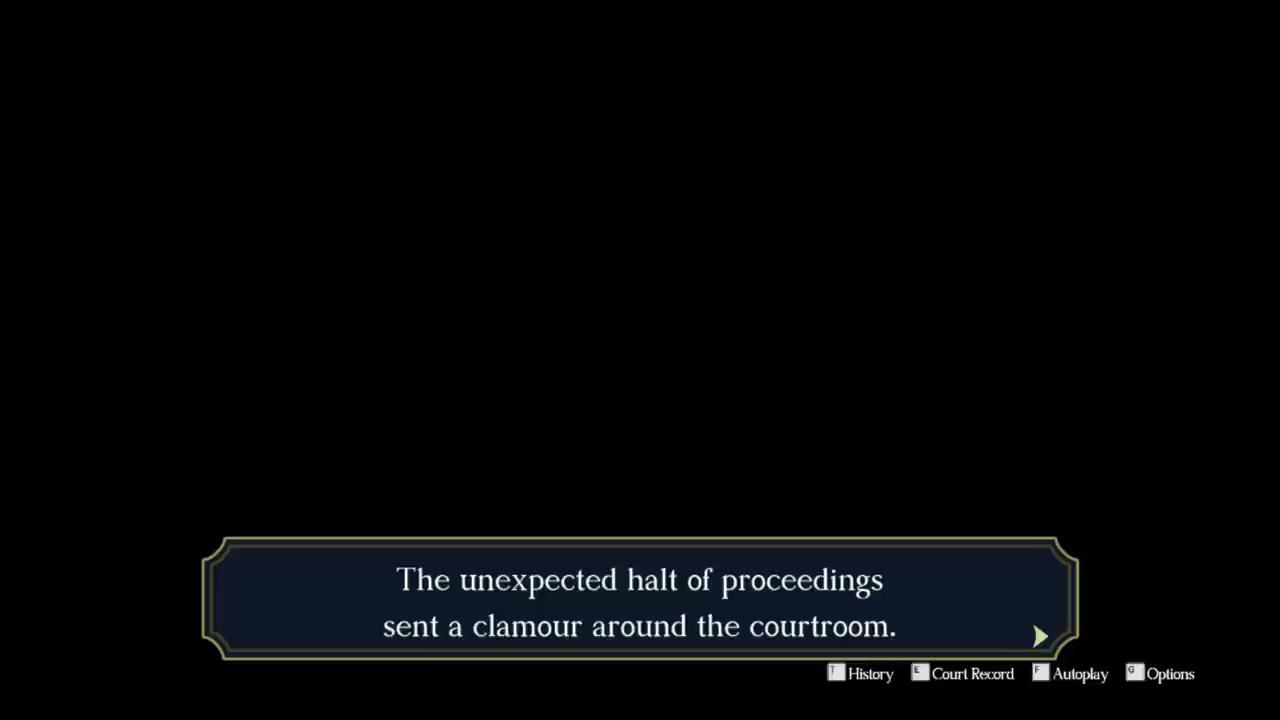 The unexpected halt of proceedings
sent a clamour around the courtroom.
T History E Court Record F Autoplay G Options